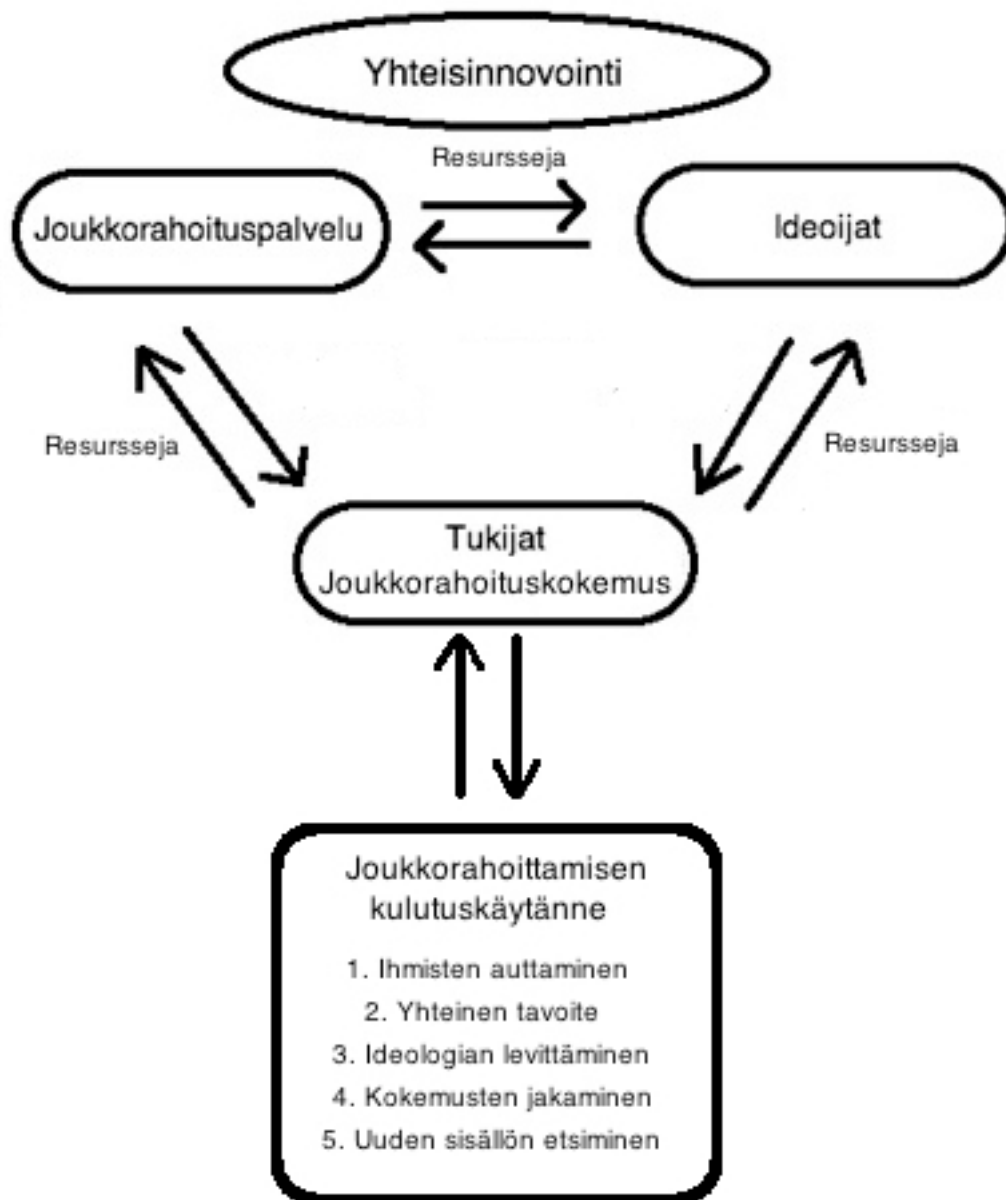 Yhteisinnovointi
Resursseja
Joukkorahoituspalvelu
Ideoijat
Resursseja
Resursseja
Tukijat
Joukkorahoituskokemus
Joukkorahoittamisen
kulutuskäytänne
1. Ihmisten auttaminen
2. Yhteinen tavoite
3. Ideologian levittäminen
4. Kokemusten jakaminen
5. Uuden sisällön etsiminen